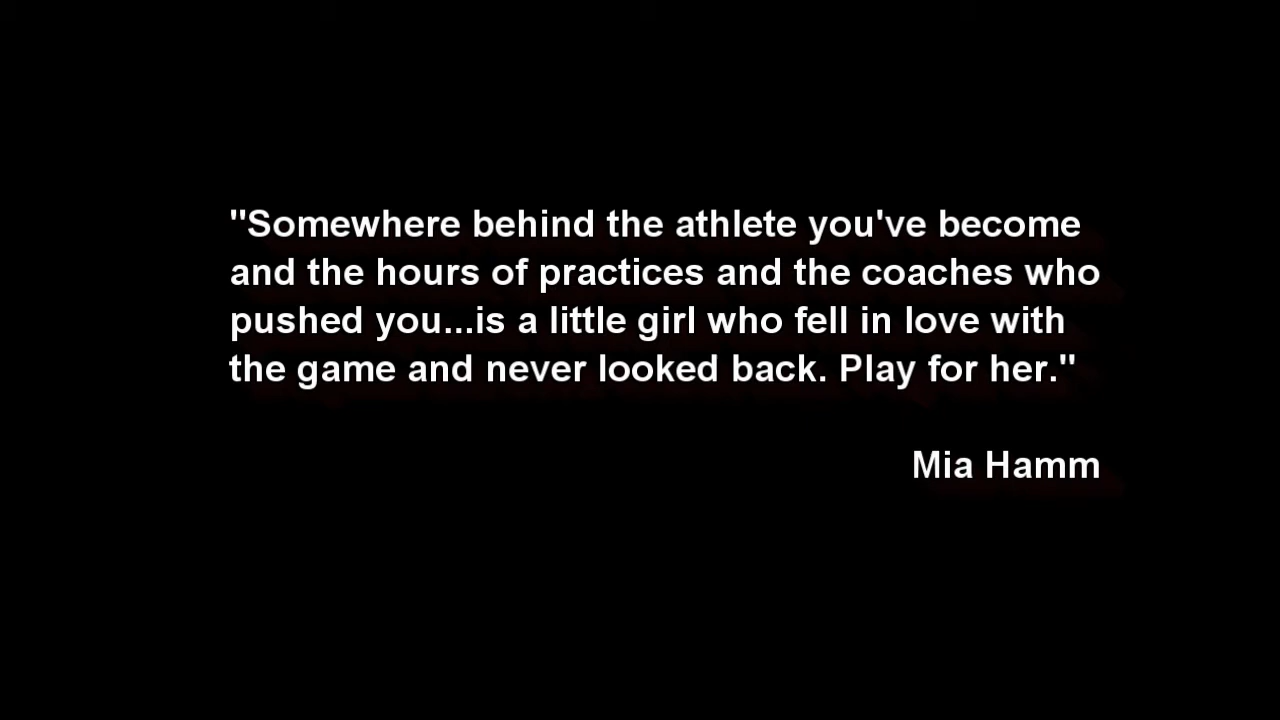 "Somewhere behind the athlete you've become
and the hours of practices and the coaches who
pushed you...is a little girl who fell in love with
the game and never looked back. Play for her."
Mia Hamm